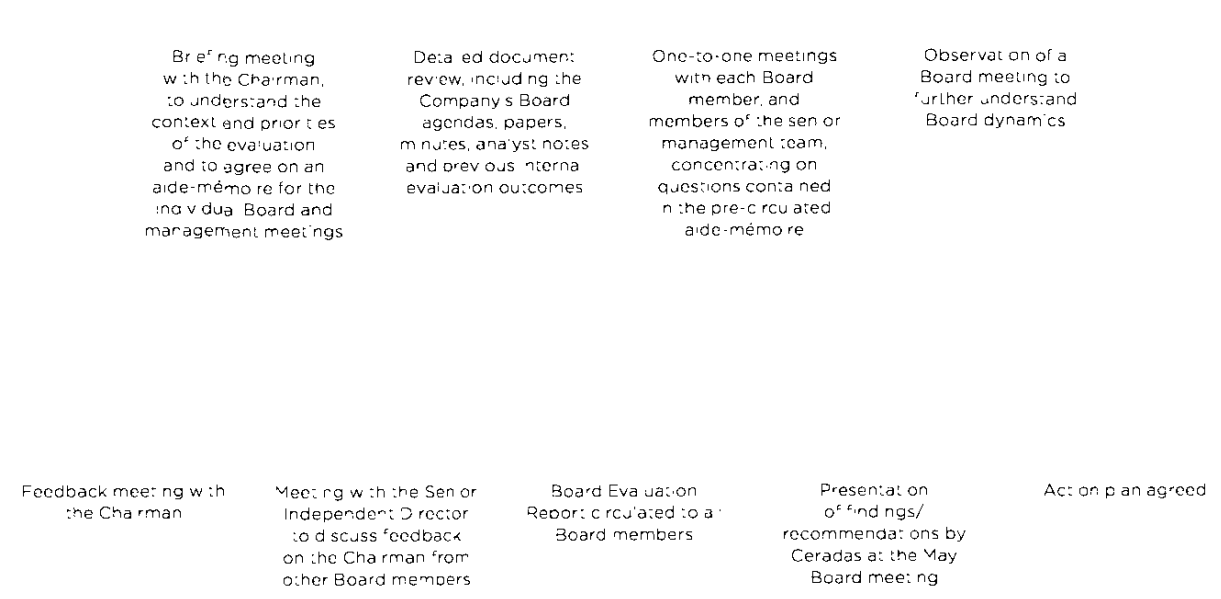 Briefing meeting
with the Chairman,
to understand the
context and priorities
of the evaluation
and to agree on an
aide-mémoire for the
individual Board and
management meetings
Detailed document
review, including the
Company's Board
agendas, papers,
minutes, analyst notes
and previous internal
evaluation outcomes
One-to-one meetings
with each Board
member, and
members of the senior
management team,
concentrating on
questions contained
in the pre-circulated
aide-mémoire
Observation of a
Board meeting to
further understand
Board dynamics
Feedback meeting with
the Chairman
Meeting with the Senior
Independent Director
to discuss feedback
on the Chairman from
other Board members
Board Evaluation
Report circulated to all
Board members
Presentation
of findings/
recommendations by
Ceradas at the May
Board meeting
Action plan agreed